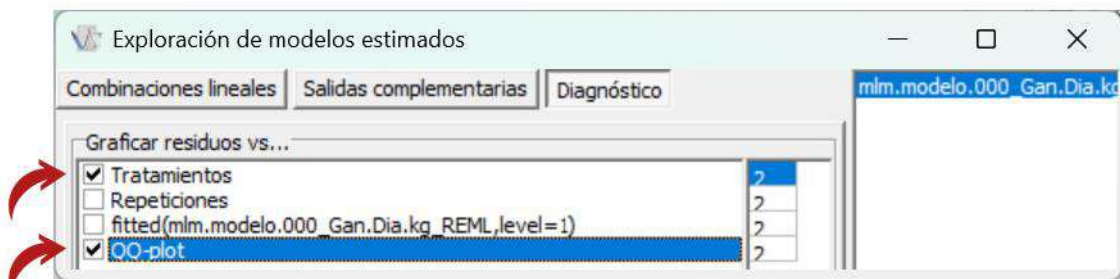 Exploración de modelos estimados
Combinaciones lineales Salidas complementarias Diagnóstico
mlm.modelo.000_Gan.Dia.kg
Graficar residuos vs...
Tratamientos 2
Repeticiones 2
fitted(mlm.modelo.000_Gan.Dia.kg_REML,level=1) 2
QQ-plot 2